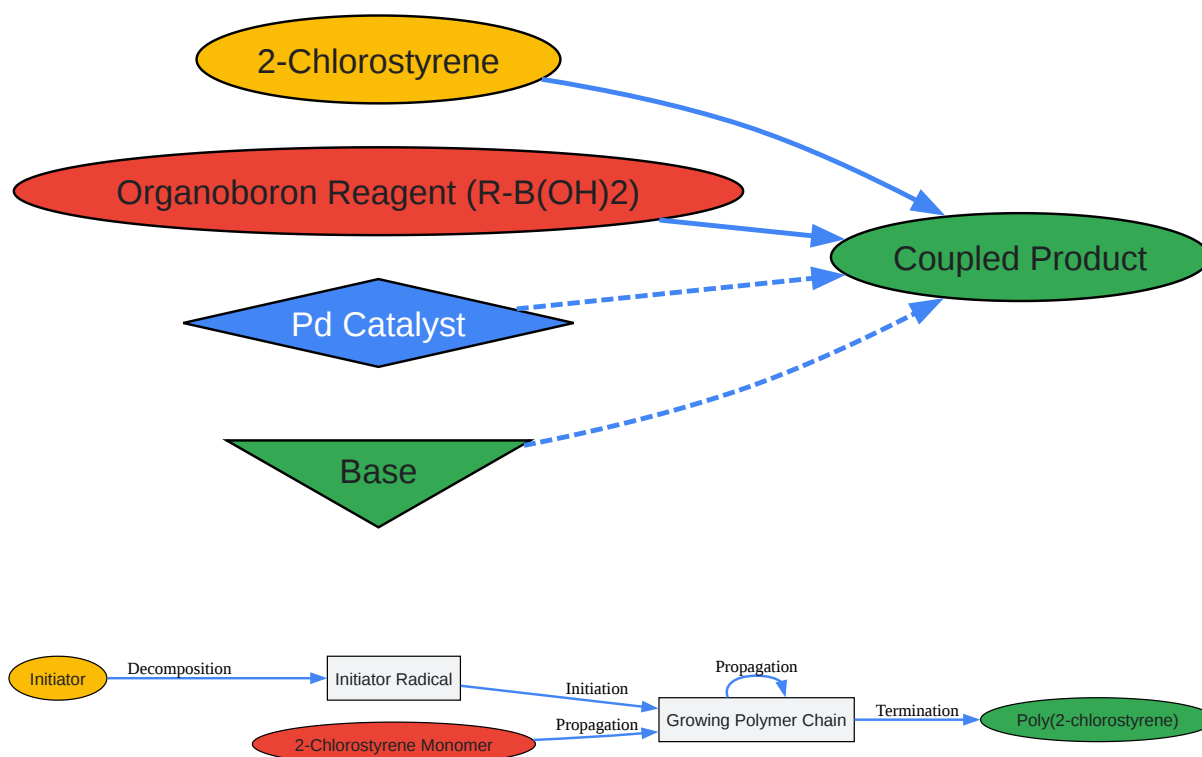 2-Chlorostyrene
Organoboron Reagent (R-B(OH)2)
Coupled Product
Pd Catalyst
Base
Initiator
Decomposition
Initiator Radical
Initiation
2-Chlorostyrene Monomer
Propagation
Propagation
Growing Polymer Chain
Termination
Poly(2-chlorostyrene)